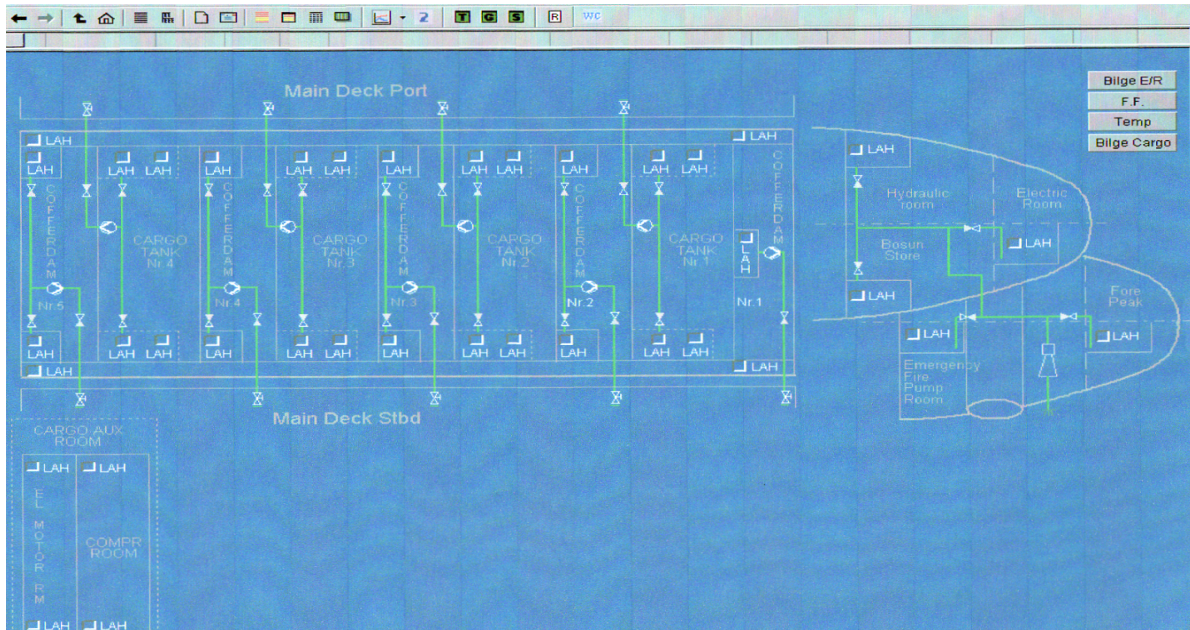 T G S R WC
Bilge E/R
F.F.
Temp
Bilge Cargo
Main Deck Port
LAH LAH
LAH LAH LAH LAH LAH LAH LAH LAH LAH LAH LAH LAH
COFFERDAM
CARGO
TANK
Nr.4
COFFERDAM
CARGO
TANK
Nr.3
COFFERDAM
CARGO
TANK
Nr.2
COFFERDAM
CARGO
TANK
Nr 1
COFFERDAM
LAH
Nr.5 Nr.4 Nr.3 Nr.2 Nr.1
LAH LAH LAH LAH LAH LAH LAH LAH LAH LAH LAH LAH
LAH LAH
Main Deck Stbd
LAH
Hydraulic
room
Electric
Room
Bosun
Store
LAH
LAH
Fore
Peak
LAH
LAH
Emergency
Fire
Pump
Room
CARGO AUX
ROOM
LAH LAH
EL MOTOR RM
COMPR
ROOM
LAH LAH